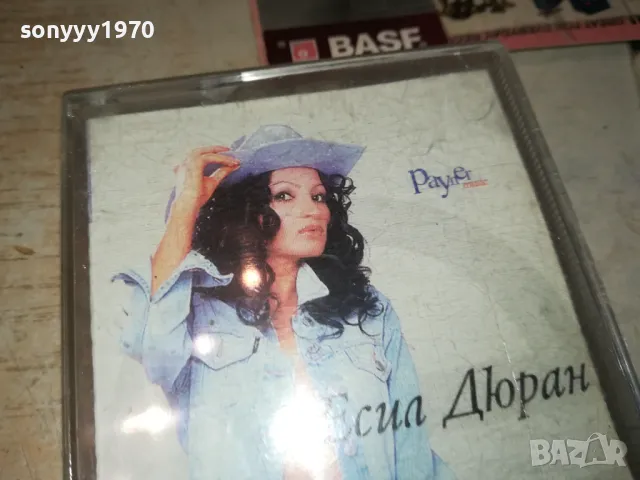 sonyyy1970
BASF
Payner
music
Есил Дюран
BAZAR